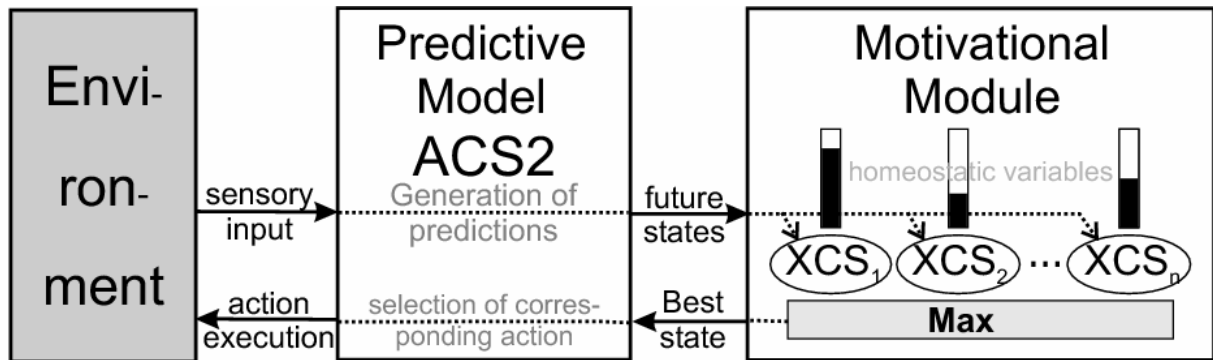 Envi-
ron-
ment
sensory
input
action
execution
Predictive
Model
ACS2
Generation of
predictions
selection of corres-
ponding action
future
states
Best
state
Motivational
Module
homeostatic variables
XCS1 XCS2 ... XCSn
Max